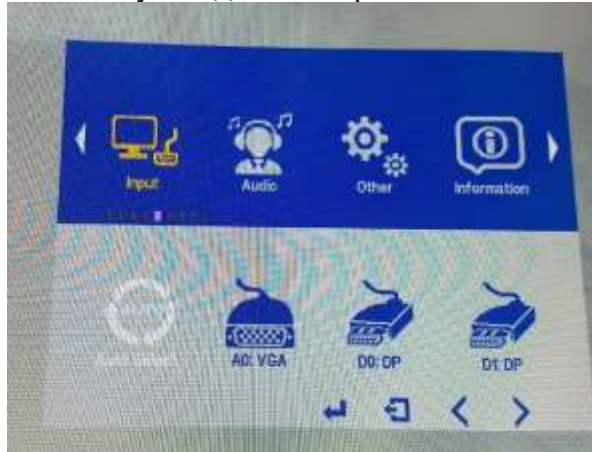 Input
Audio
Other
Information
A0: VGA
D0: DP
D1: DP